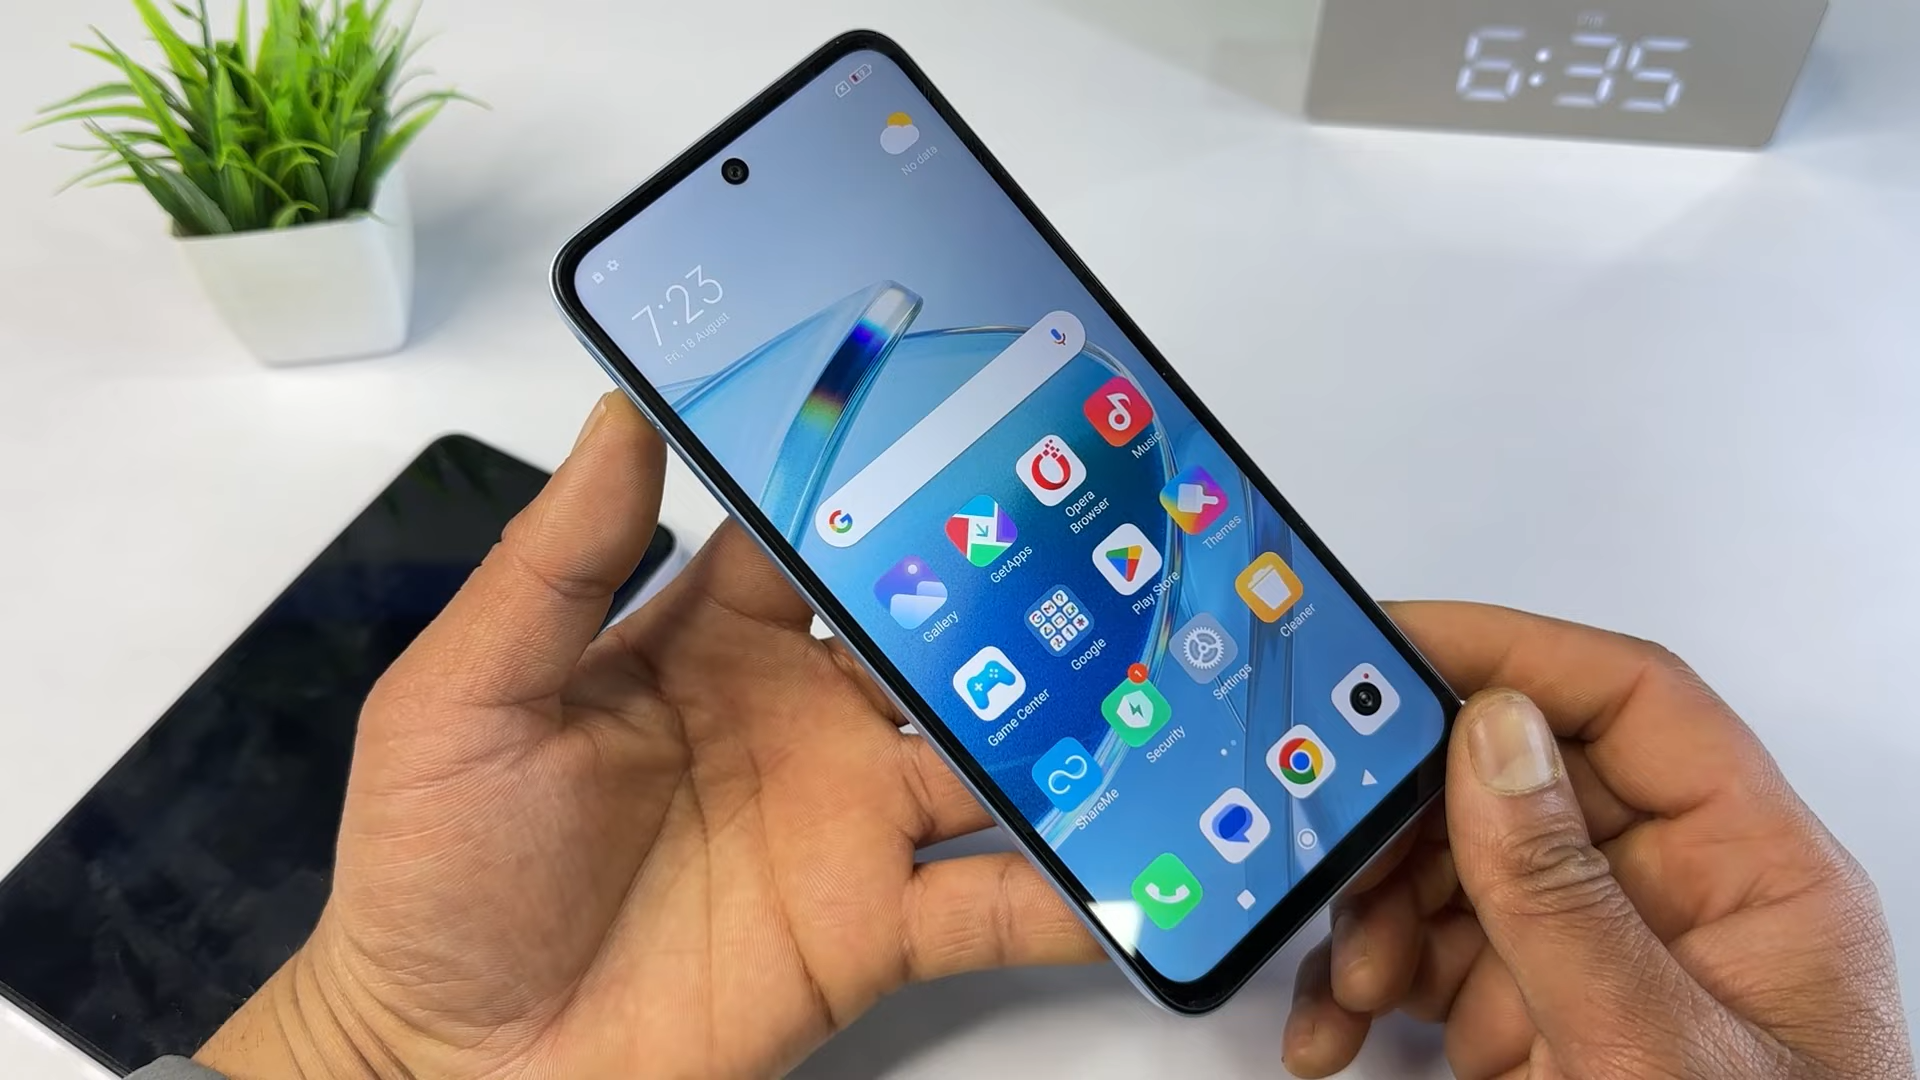 6:35
No data
7:23
Fri, 18 August
Music
Opera
Browser
GetApps
Gallery
Themes
Play Store
Google
Game Center
Cleaner
Settings
1
Security
ShareMe